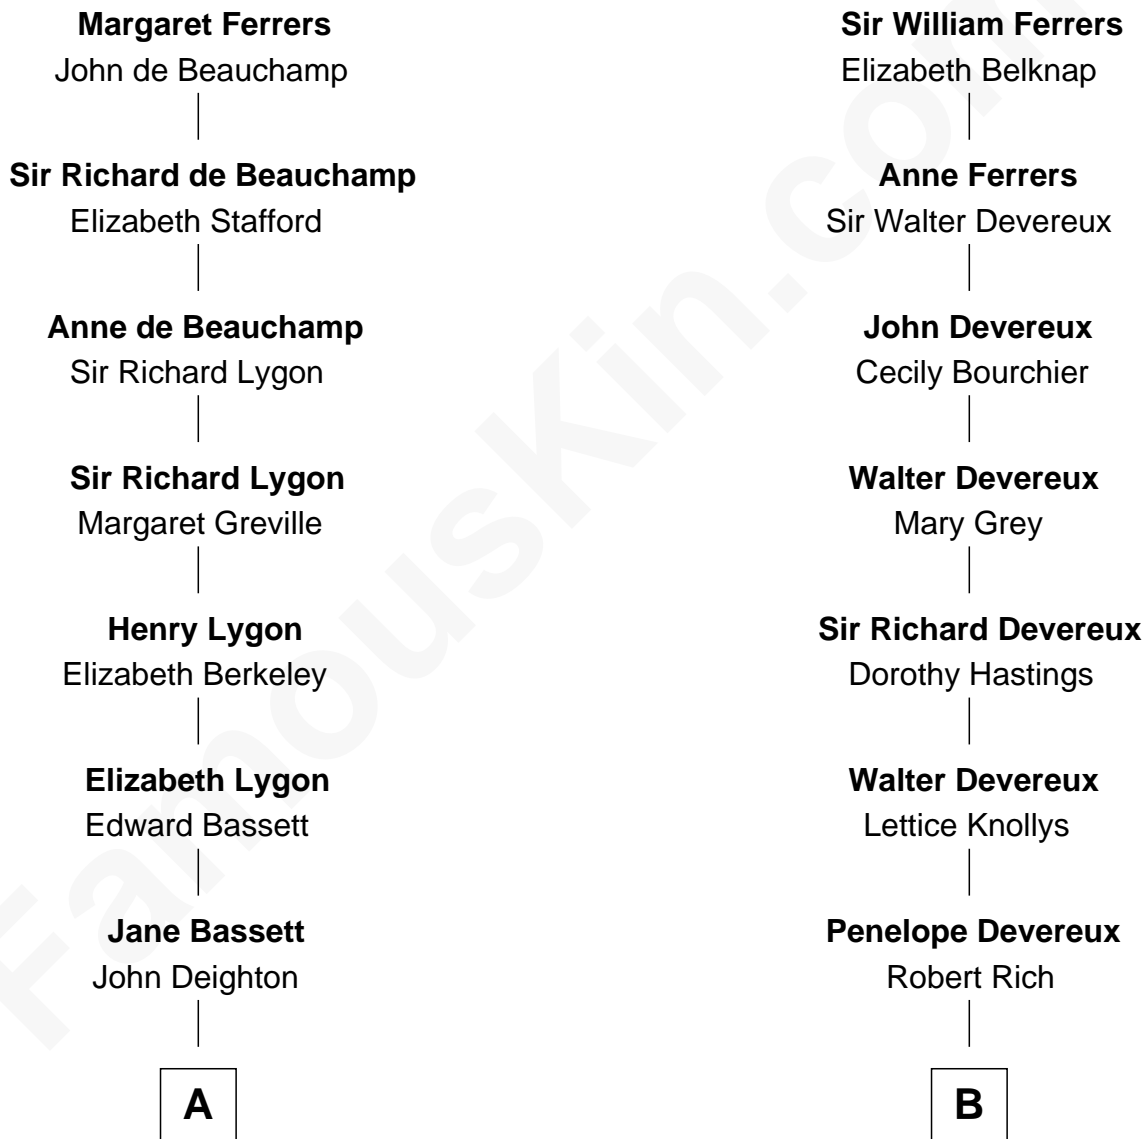 Margaret Ferrers
John de Beauchamp
Sir Richard de Beauchamp
Elizabeth Stafford
Anne de Beauchamp
Sir Richard Lygon
Sir Richard Lygon
Margaret Greville
Henry Lygon
Elizabeth Berkeley
Elizabeth Lygon
Edward Bassett
Jane Bassett
John Deighton
A
Sir William Ferrers
Elizabeth Belknap
Anne Ferrers
Sir Walter Devereux
John Devereux
Cecily Bourchier
Walter Devereux
Mary Grey
Sir Richard Devereux
Dorothy Hastings
Walter Devereux
Lettice Knollys
Penelope Devereux
Robert Rich
B
FamousKin.com